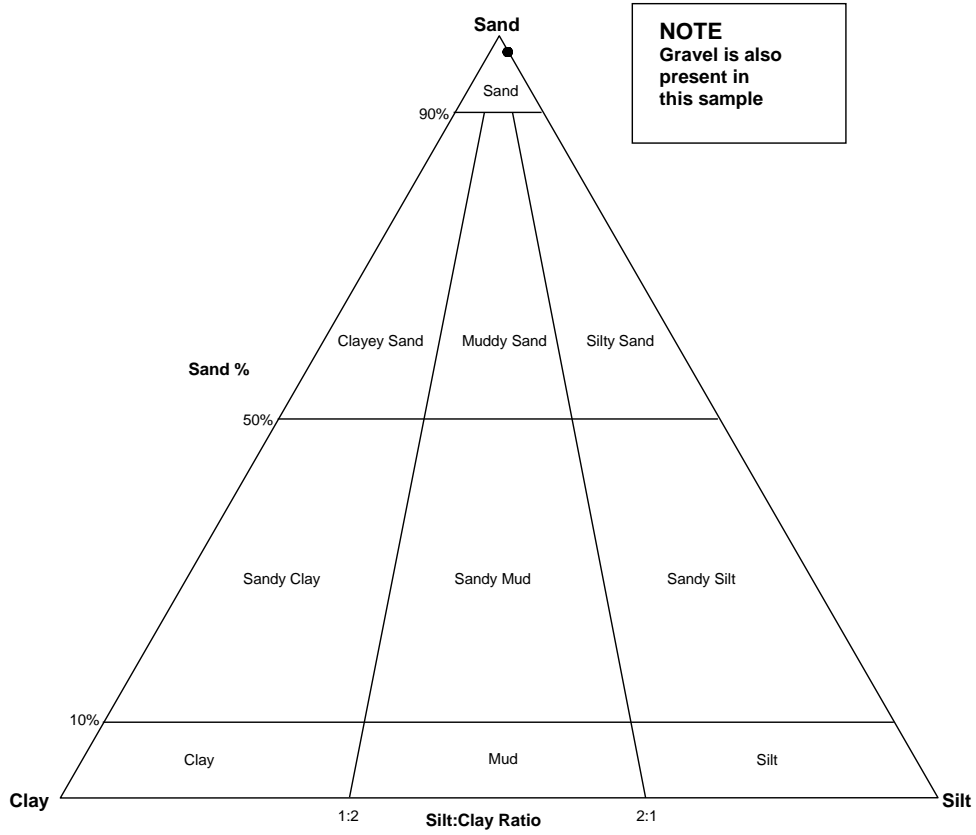 Sand
NOTE
Gravel is also
present in
this sample
Sand
90%
Clayey Sand
Muddy Sand
Silty Sand
Sand %
50%
Sandy Clay
Sandy Mud
Sandy Silt
10%
Clay
Mud
Silt
Clay
Silt
1:2
Silt:Clay Ratio
2:1